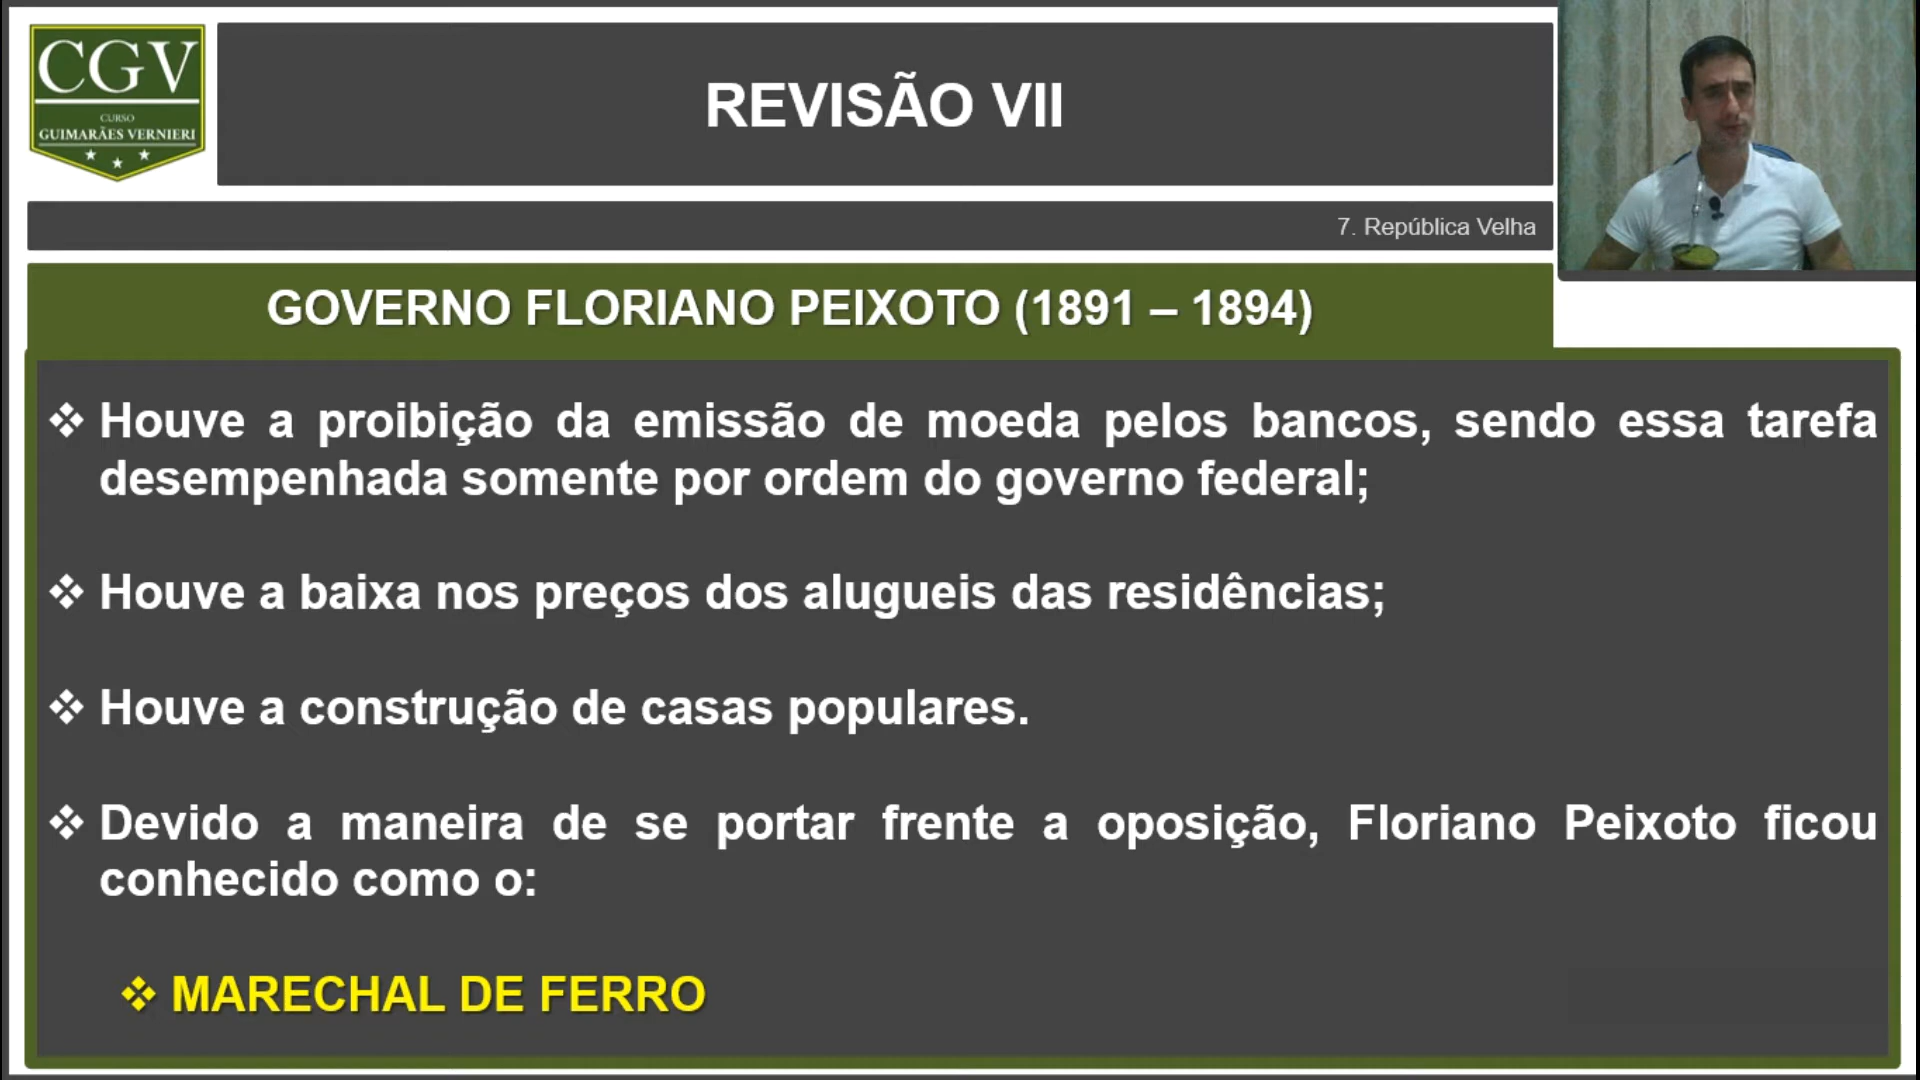 CGV
CURSO
GUIMARÃES VERNIERI
REVISÃO VII
7. República Velha
GOVERNO FLORIANO PEIXOTO (1891 – 1894)
❖ Houve a proibição da emissão de moeda pelos bancos, sendo essa tarefa
desempenhada somente por ordem do governo federal;
❖ Houve a baixa nos preços dos alugueis das residências;
❖ Houve a construção de casas populares.
❖ Devido a maneira de se portar frente a oposição, Floriano Peixoto ficou
conhecido como o:
❖ MARECHAL DE FERRO